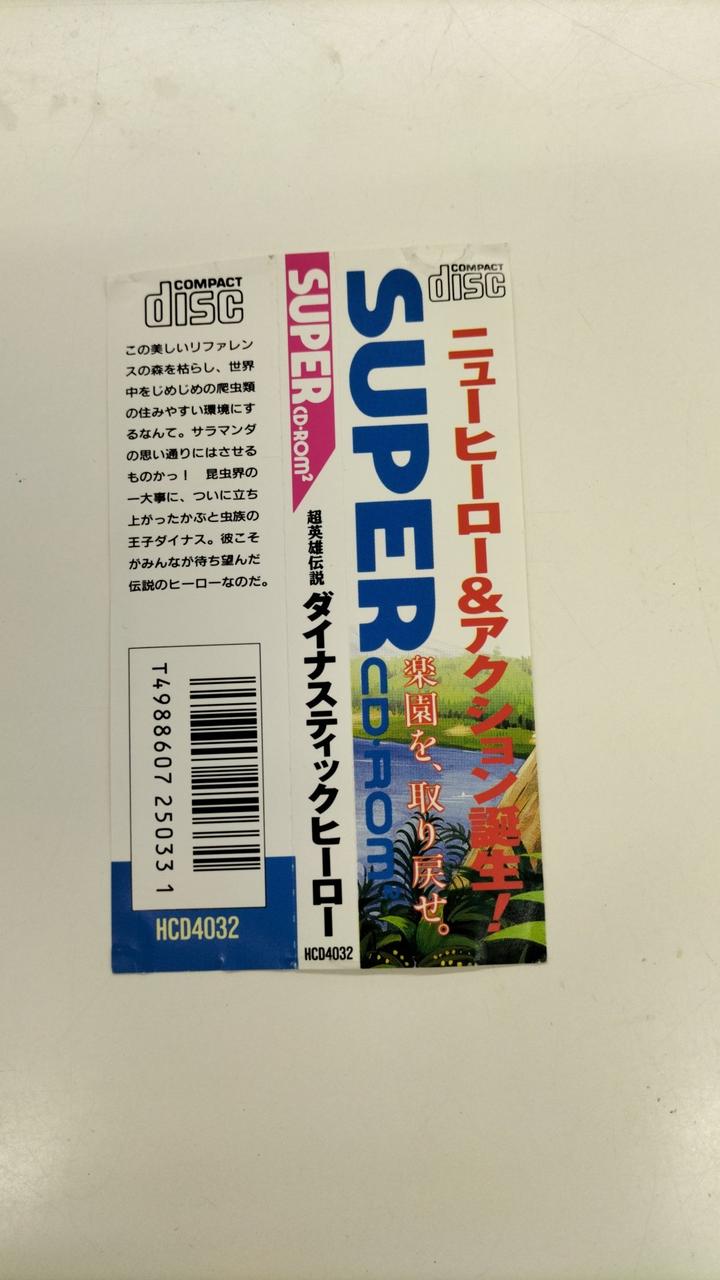 COMPACT
disc
この美しいリファレン
スの森を枯らし、世界
中をじめじめの爬虫類
の住みやすい環境にす
るなんて。サラマンダ
の思い通りにはさせる
ものかっ！　昆虫界の
一大事に、ついに立ち
上がったかぶと虫族の
王子ダイナス。彼こそ
がみんなが待ち望んだ
伝説のヒーローなのだ。
T4988607 25033 1
HCD4032
SUPER CD-ROM²
超英雄伝説
ダイナスティックヒーロー
HCD4032
COMPACT
disc
SUPER CD-ROM²
ニューヒーロー&アクション誕生！
楽園を、取り戻せ。